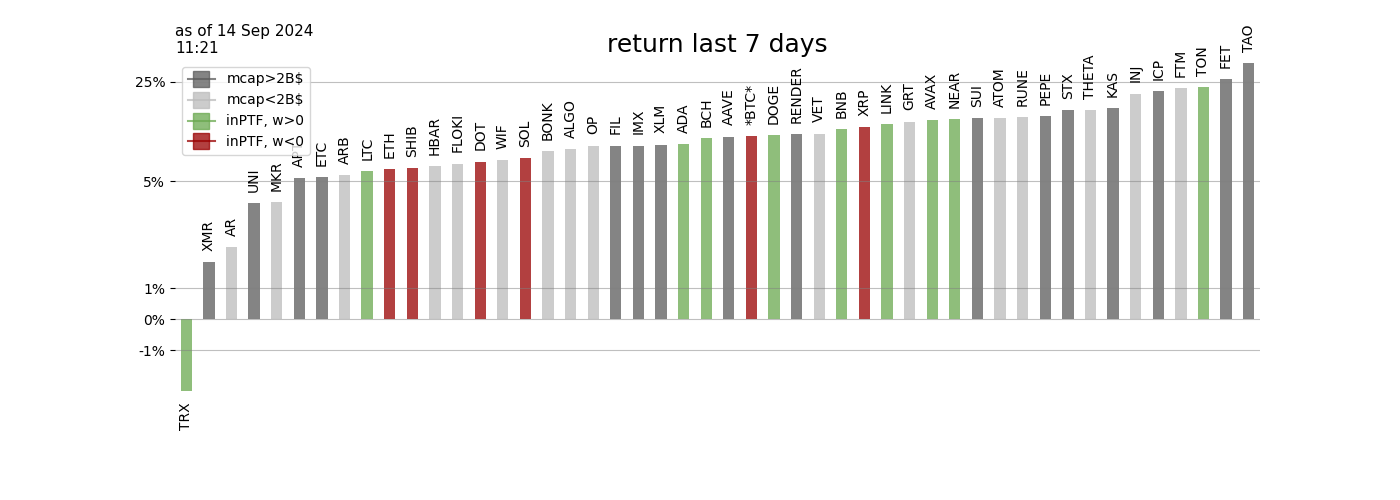 as of 14 Sep 2024
11:21
return last 7 days
mcap>2B$
mcap<2B$
inPTF, w>0
inPTF, w<0
25%
5%
1%
0%
-1%
TRX
XMR
AR
UNI
MKR
APT
ETC
ARB
LTC
ETH
SHIB
HBAR
FLOKI
DOT
WIF
SOL
BONK
ALGO
OP
FIL
IMX
XLM
ADA
BCH
AAVE
*BTC*
DOGE
RENDER
VET
BNB
XRP
LINK
GRT
AVAX
NEAR
SUI
ATOM
RUNE
PEPE
STX
THETA
KAS
INJ
ICP
FTM
TON
FET
TAO